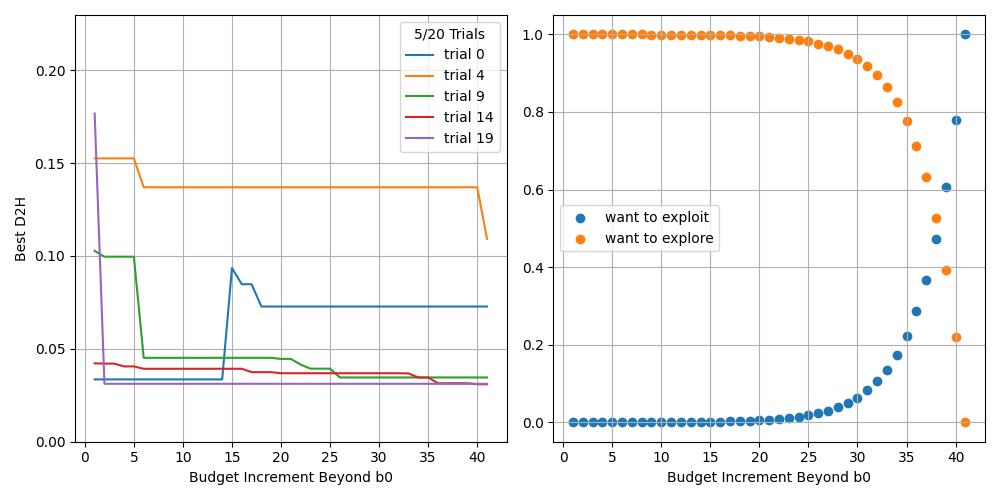 5/20 Trials
trial 0
trial 4
trial 9
trial 14
trial 19
0.20
0.15
0.10
0.05
0.00
Best D2H
0 5 10 15 20 25 30 35 40
Budget Increment Beyond b0
1.0
0.8
0.6
0.4
0.2
0.0
want to exploit
want to explore
0 5 10 15 20 25 30 35 40
Budget Increment Beyond b0